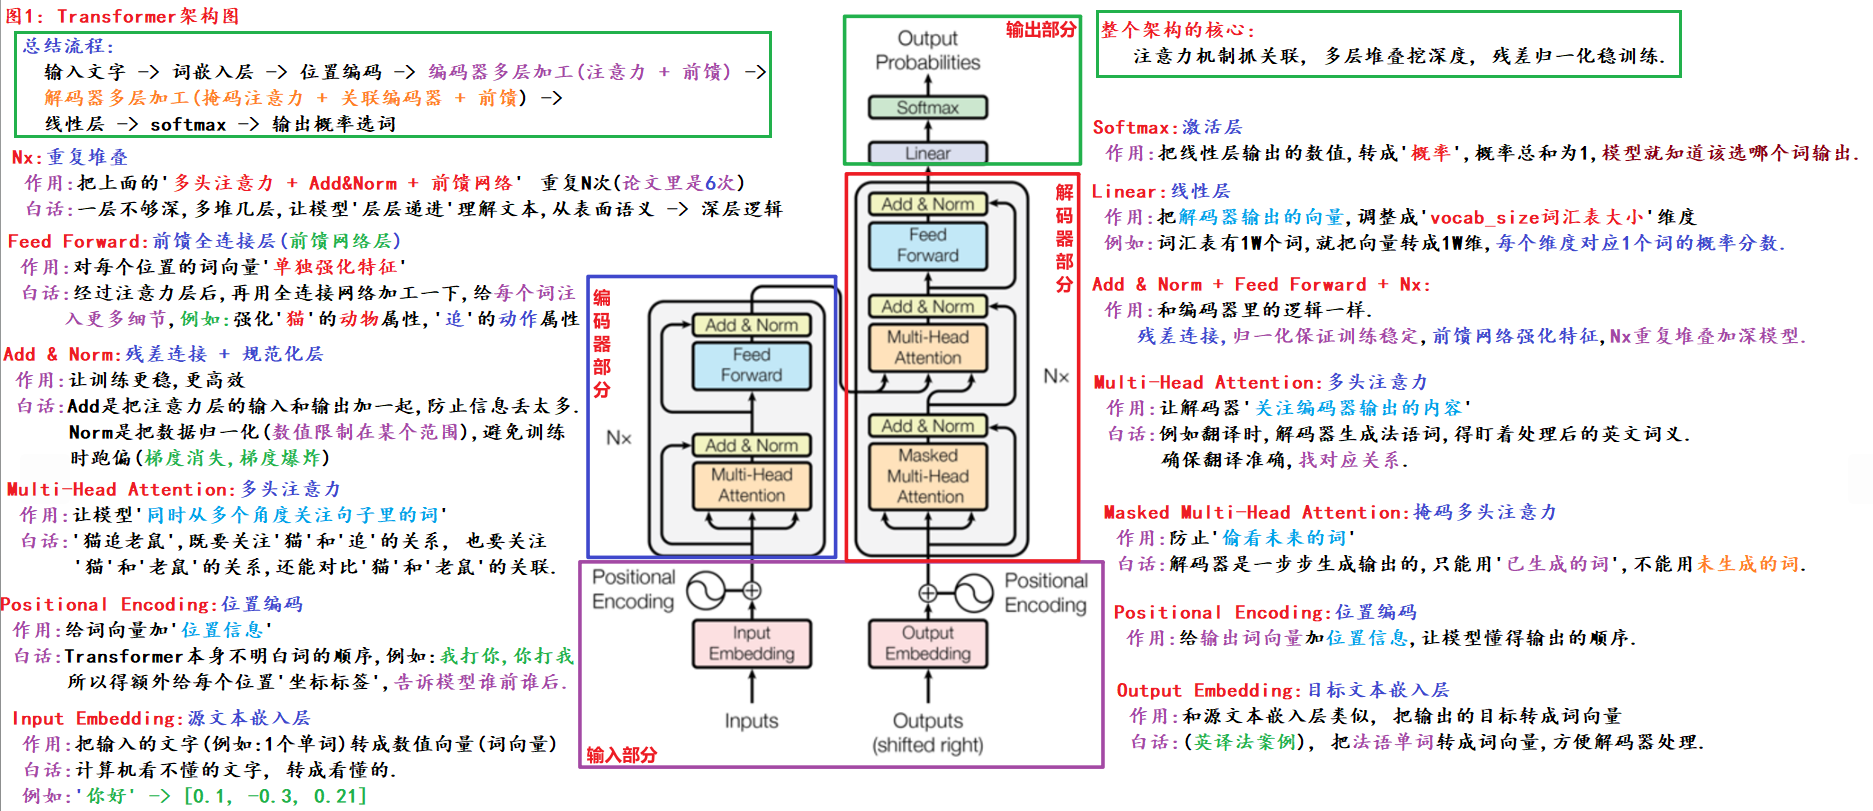 图1: Transformer架构图
总结流程:
输入文字 -> 词嵌入层 -> 位置编码 -> 编码器多层加工(注意力 + 前馈) ->
解码器多层加工(掩码注意力 + 关联编码器 + 前馈) ->
线性层 -> softmax -> 输出概率选词
Nx:重复堆叠
作用:把上面的'多头注意力 + Add&Norm + 前馈网络' 重复N次(论文里是6次)
白话:一层不够深,多堆几层,让模型'层层递进'理解文本,从表面语义 -> 深层逻辑
Feed Forward:前馈全连接层(前馈网络层)
作用:对每个位置的词向量'单独强化特征'
白话:经过注意力层后,再用全连接网络加工一下,给每个词注
入更多细节,例如:强化'猫'的动物属性,'追'的动作属性
Add & Norm:残差连接 + 规范化层
作用:让训练更稳,更高效
白话:Add是把注意力层的输入和输出加一起,防止信息丢太多.
Norm是把数据归一化(数值限制在某个范围),避免训练
时跑偏(梯度消失,梯度爆炸)
Multi-Head Attention:多头注意力
作用:让模型'同时从多个角度关注句子里的词'
白话:'猫追老鼠',既要关注'猫'和'追'的关系, 也要关注
'猫'和'老鼠'的关系,还能对比'猫'和'老鼠'的关联.
Positional Encoding:位置编码
作用:给词向量加'位置信息'
白话:Transformer本身不明白词的顺序,例如:我打你,你打我
所以得额外给每个位置'坐标标签',告诉模型谁前谁后.
Input Embedding:源文本嵌入层
作用:把输入的文字(例如:1个单词)转成数值向量(词向量)
白话:计算机看不懂的文字, 转成看懂的.
例如:'你好' -> [0.1, -0.3, 0.21]
输出部分
Output
Probabilities
Softmax
Linear
解码器部分
Add & Norm
Feed
Forward
Add & Norm
Multi-Head
Attention
Nx
Add & Norm
Masked
Multi-Head
Attention
编码器部分
Add & Norm
Feed
Forward
Nx
Add & Norm
Multi-Head
Attention
Positional
Encoding
Positional
Encoding
Input
Embedding
Output
Embedding
Inputs
Outputs
(shifted right)
输入部分
整个架构的核心:
注意力机制抓关联, 多层堆叠挖深度, 残差归一化稳训练.
Softmax:激活层
作用:把线性层输出的数值,转成'概率',概率总和为1,模型就知道该选哪个词输出.
Linear:线性层
作用:把解码器输出的向量,调整成'vocab_size词汇表大小'维度
例如:词汇表有1W个词,就把向量转成1W维,每个维度对应1个词的概率分数.
Add & Norm + Feed Forward + Nx:
作用:和编码器里的逻辑一样.
残差连接,归一化保证训练稳定,前馈网络强化特征,Nx重复堆叠加深模型.
Multi-Head Attention:多头注意力
作用:让解码器'关注编码器输出的内容'
白话:例如翻译时,解码器生成法语词,得盯着处理后的英文词义.
确保翻译准确,找对应关系.
Masked Multi-Head Attention:掩码多头注意力
作用:防止'偷看未来的词'
白话:解码器是一步步生成输出的,只能用'已生成的词',不能用未生成的词.
Positional Encoding:位置编码
作用:给输出词向量加位置信息,让模型懂得输出的顺序.
Output Embedding:目标文本嵌入层
作用:和源文本嵌入层类似, 把输出的目标转成词向量
白话:(英译法案例), 把法语单词转成词向量,方便解码器处理.